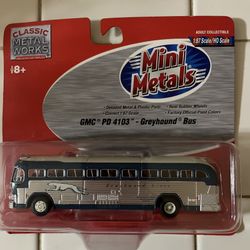 CLASSIC
METAL
WORKS
8+
ADULT COLLECTIBLE
1:87 Scale/HO Scale
Mini
Metals
- Detailed Metal & Plastic Parts
- Correct 1:87 Scale
- Real Rubber Wheels
- Factory Official Paint Colors
GMC® PD 4103™ - Greyhound® Bus